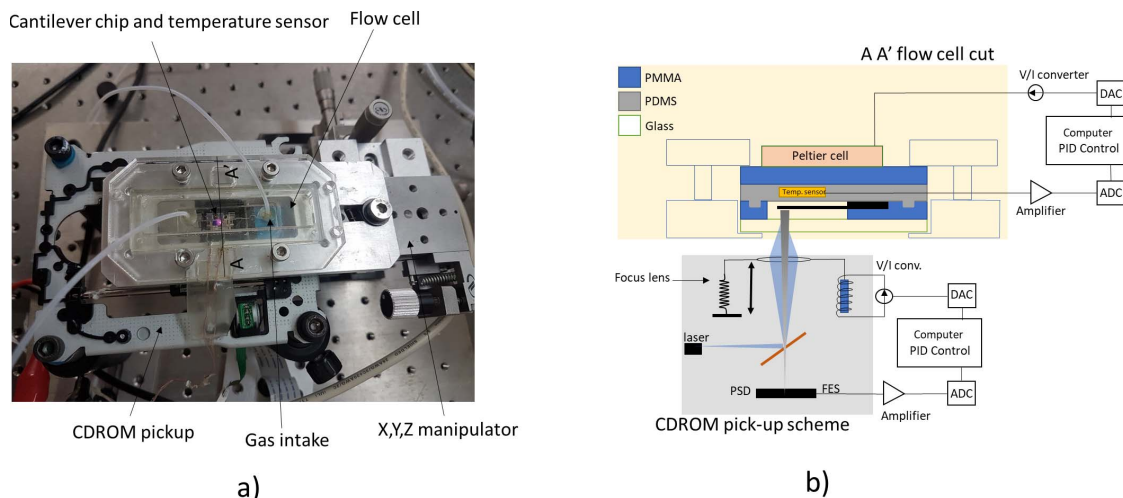 Cantilever chip and temperature sensor
Flow cell
A'
A
CDROM pickup
Gas intake
X,Y,Z manipulator
a)
A A’ flow cell cut
PMMA
PDMS
Glass
V/I converter
DAC
Computer
PID Control
ADC
Amplifier
Peltier cell
Temp. sensor
Focus lens
V/I conv.
DAC
Computer
PID Control
ADC
Amplifier
laser
PSD
FES
CDROM pick-up scheme
b)